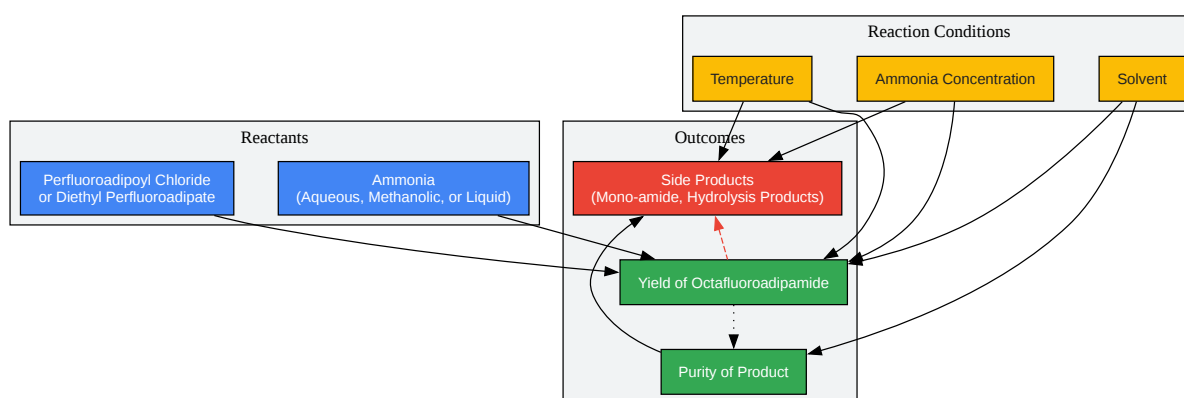 Reaction Conditions
Temperature
Ammonia Concentration
Solvent
Reactants
Perfluoroadipoyl Chloride
or Diethyl Perfluoroadipate
Ammonia
(Aqueous, Methanolic, or Liquid)
Outcomes
Side Products
(Mono-amide, Hydrolysis Products)
Yield of Octafluoroadipamide
Purity of Product